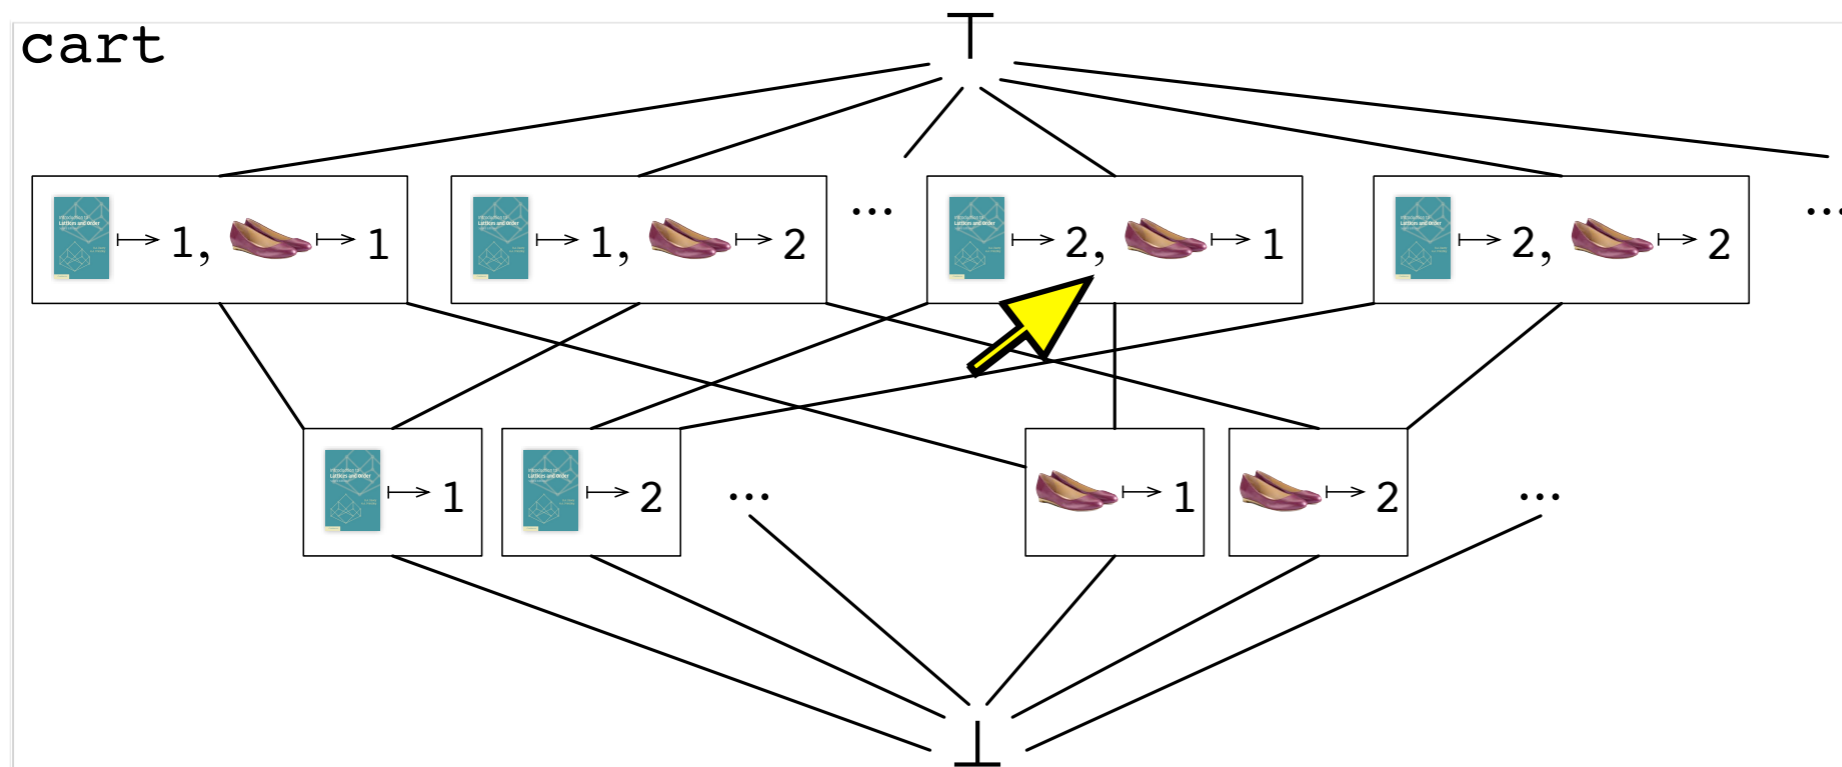 cart
⊤
↦ 1, ↦ 1
↦ 1, ↦ 2
...
↦ 2, ↦ 1
↦ 2, ↦ 2
...
↦ 1
↦ 2
...
↦ 1
↦ 2
...
⊥